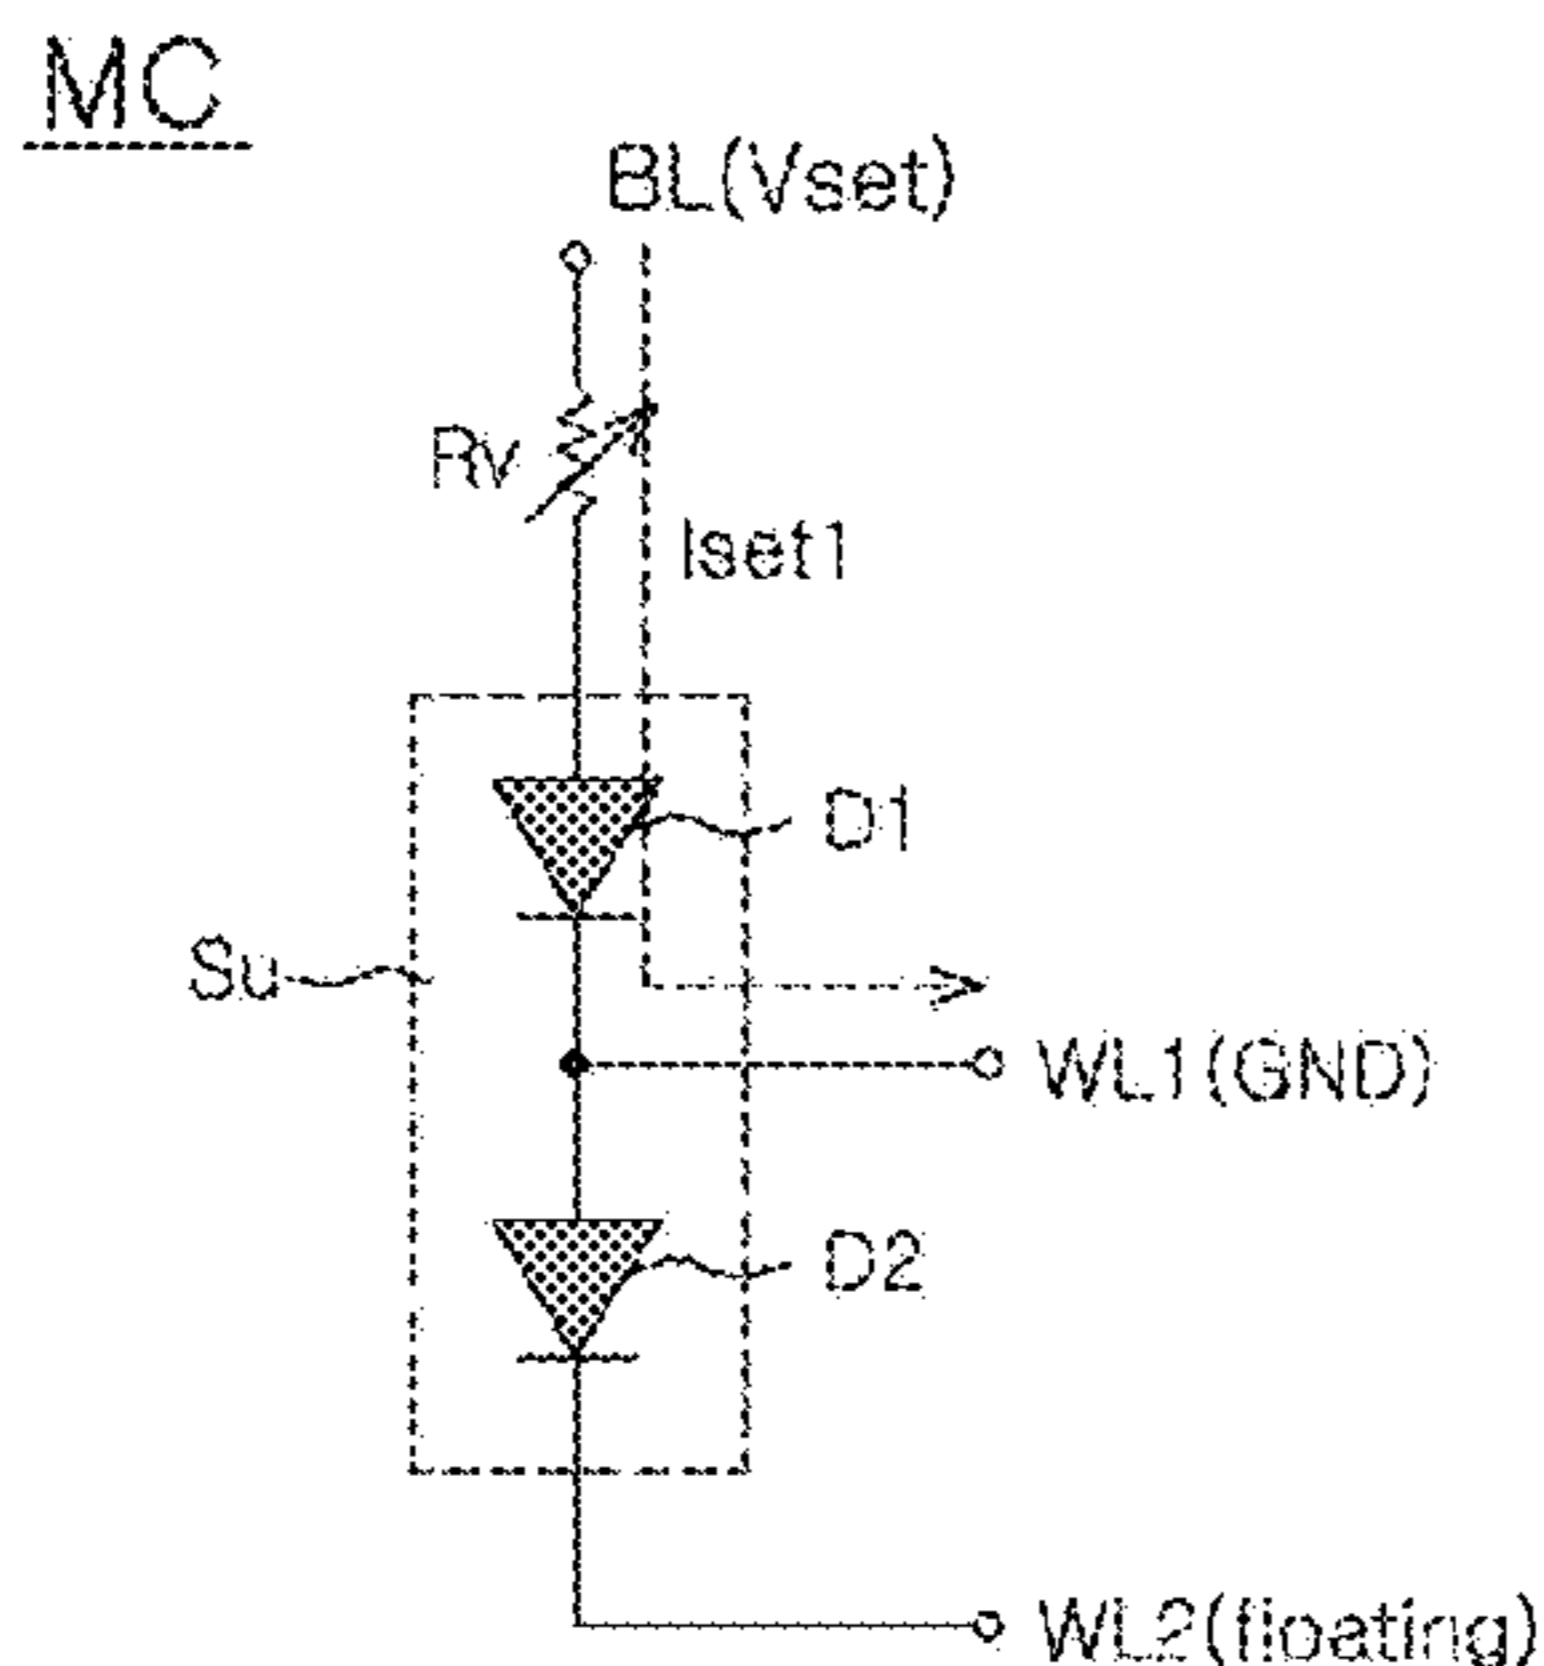 MC
BL(Vset)
Rv
Iset1
D1
Su
WL1(GND)
D2
WL2(floating)